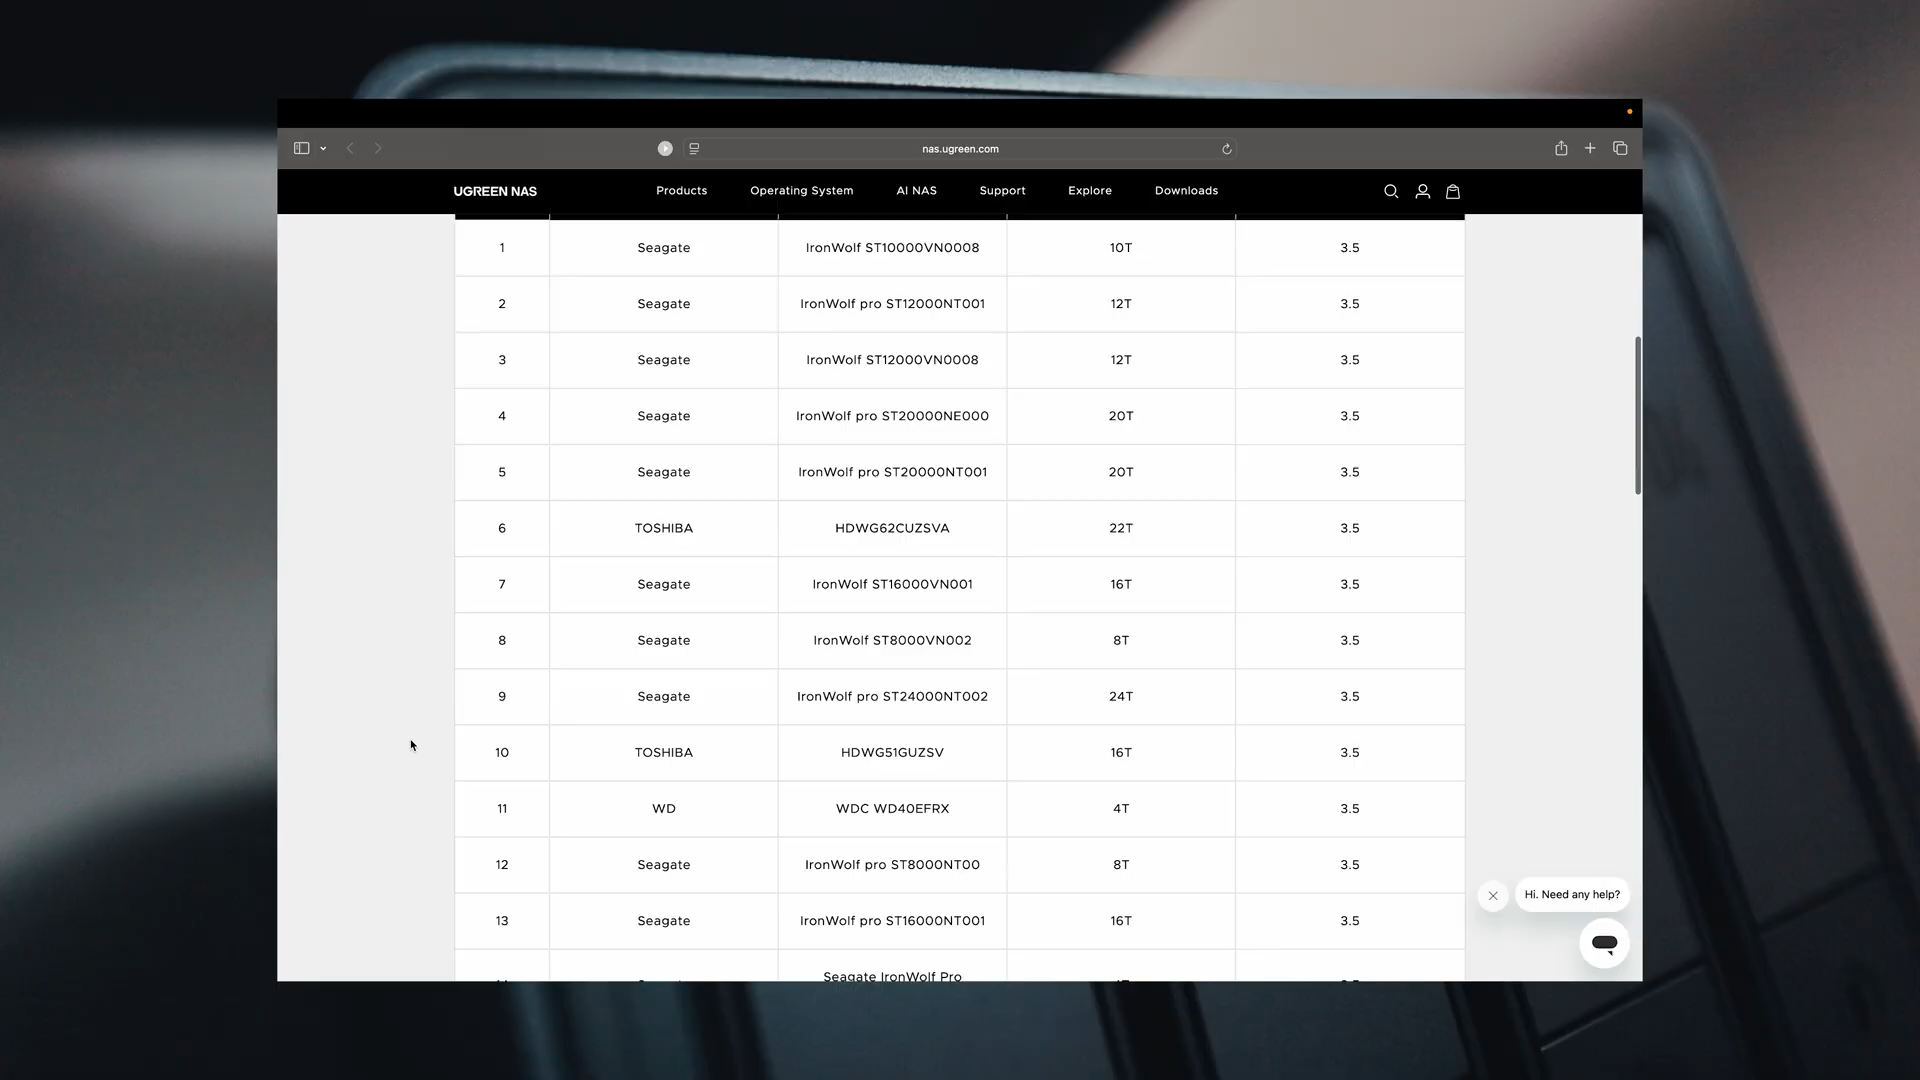 nas.ugreen.com
UGREEN NAS Products Operating System AI NAS Support Explore Downloads
1 Seagate IronWolf ST10000VN0008 10T 3.5
2 Seagate IronWolf pro ST12000NT001 12T 3.5
3 Seagate IronWolf ST12000VN0008 12T 3.5
4 Seagate IronWolf pro ST20000NE000 20T 3.5
5 Seagate IronWolf pro ST20000NT001 20T 3.5
6 TOSHIBA HDWG62CUZSVA 22T 3.5
7 Seagate IronWolf ST16000VN001 16T 3.5
8 Seagate IronWolf ST8000VN002 8T 3.5
9 Seagate IronWolf pro ST24000NT002 24T 3.5
10 TOSHIBA HDWG51GUZSV 16T 3.5
11 WD WDC WD40EFRX 4T 3.5
12 Seagate IronWolf pro ST8000NT00 8T 3.5
Hi. Need any help?
13 Seagate IronWolf pro ST16000NT001 16T 3.5
Seagate IronWolf Pro